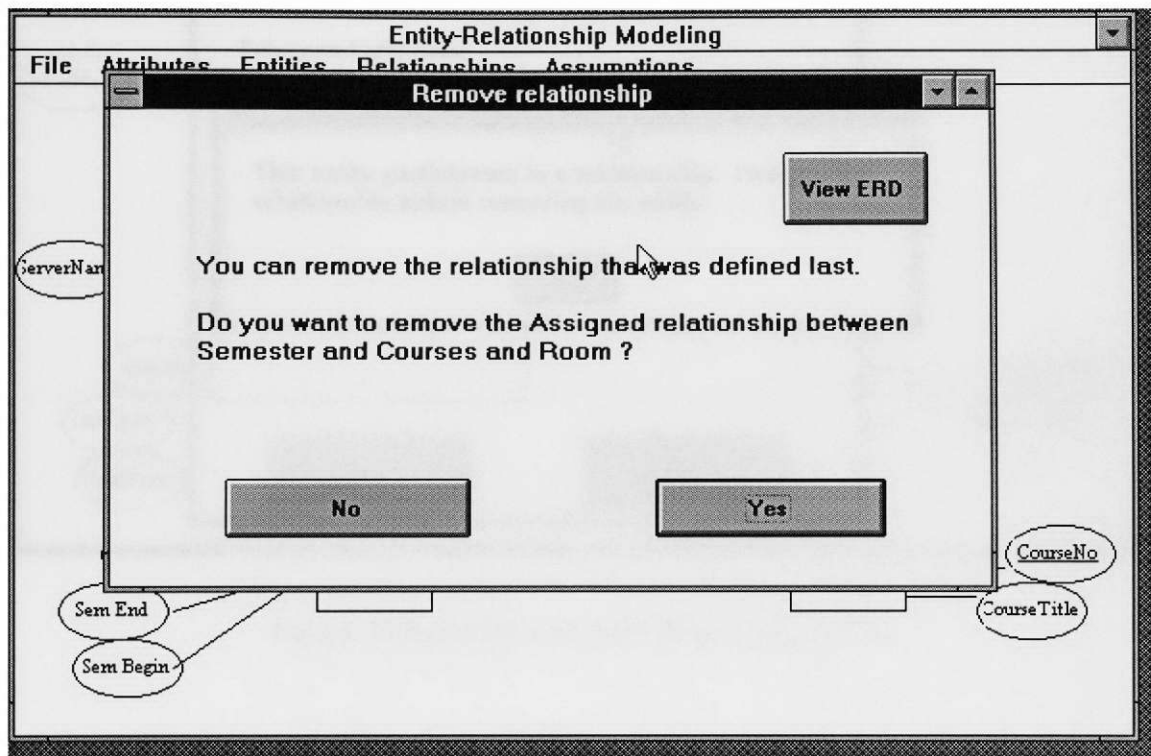 Entity-Relationship Modeling
File Attributes Entities Relationships Assumptions
Remove relationship
View ERD
You can remove the relationship that was defined last.
Do you want to remove the Assigned relationship between
Semester and Courses and Room ?
No Yes
CourseNo
Sem End
CourseTitle
Sem Begin